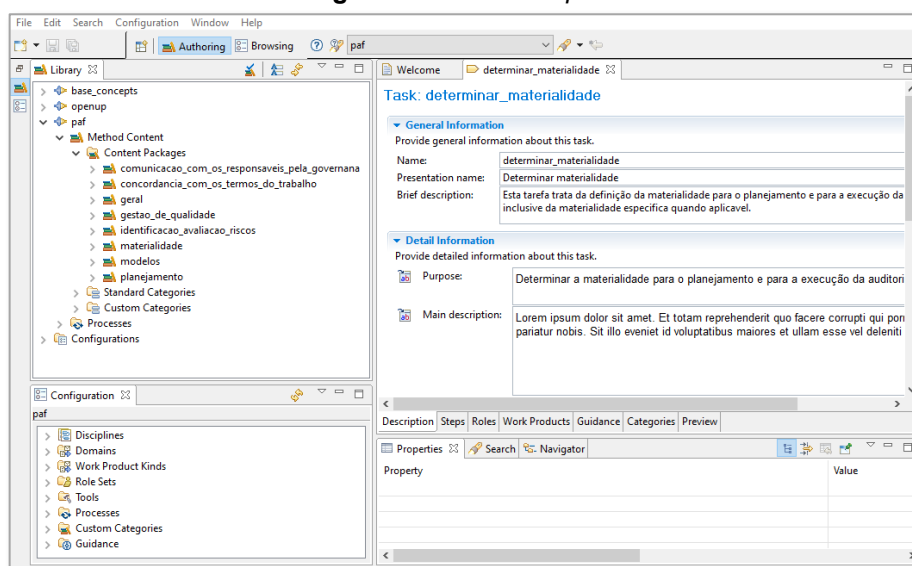 File Edit Search Configuration Window Help
Authoring Browsing paf
Library
base_concepts
openup
paf
Method Content
Content Packages
comunicacao_com_os_responsaveis_pela_governana
concordancia_com_os_termos_do_trabalho
geral
gestao_de_qualidade
identificacao_avaliacao_riscos
materialidade
modelos
planejamento
Standard Categories
Custom Categories
Processes
Configurations
Configuration
paf
Disciplines
Domains
Work Product Kinds
Role Sets
Tools
Processes
Custom Categories
Guidance
Welcome determinar_materialidade
Task: determinar_materialidade
General Information
Provide general information about this task.
Name: determinar_materialidade
Presentation name: Determinar materialidade
Brief description: Esta tarefa trata da definição da materialidade para o planejamento e para a execução da
inclusive da materialidade especifica quando aplicavel.
Detail Information
Provide detailed information about this task.
Purpose: Determinar a materialidade para o planejamento e para a execução da auditori
Main description: Lorem ipsum dolor sit amet. Et totam reprehenderit quo facere corrupti qui porr
pariatur nobis. Sit illo eveniet id voluptatibus maiores et ullam esse vel deleniti
Description Steps Roles Work Products Guidance Categories Preview
Properties Search Navigator
Property Value